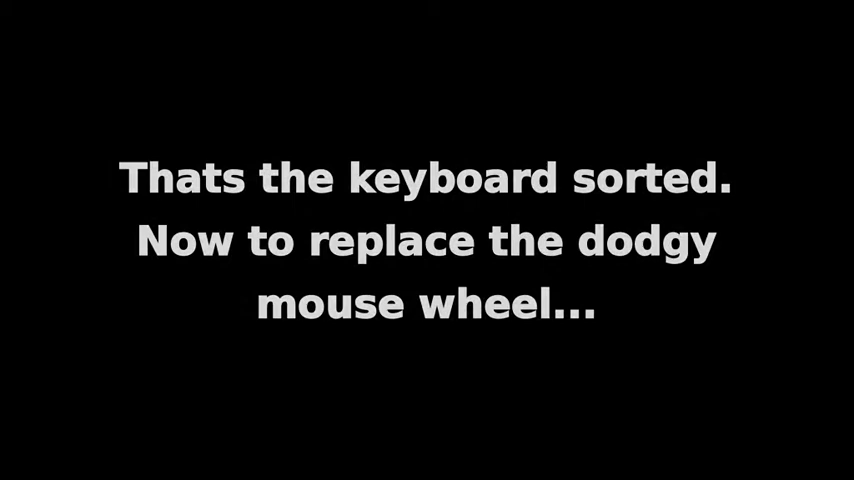 Thats the keyboard sorted.
Now to replace the dodgy
mouse wheel...